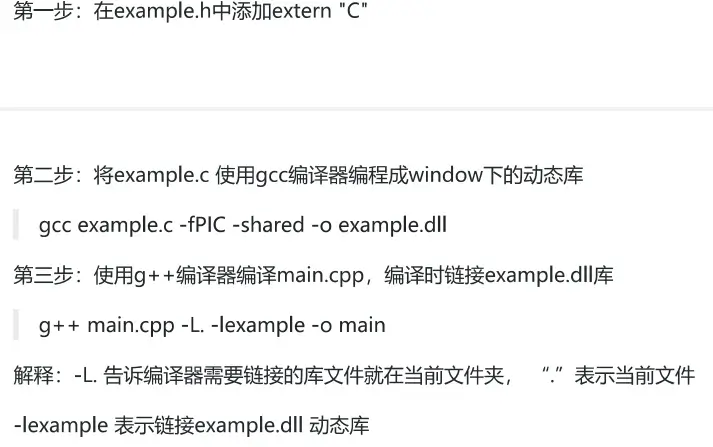 第一步：在example.h中添加extern "C"
第二步：将example.c 使用gcc编译器编程成window下的动态库
gcc example.c -fPIC -shared -o example.dll
第三步：使用g++编译器编译main.cpp，编译时链接example.dll库
g++ main.cpp -L. -lexample -o main
解释：-L. 告诉编译器需要链接的库文件就在当前文件夹， “.”表示当前文件
-lexample 表示链接example.dll 动态库